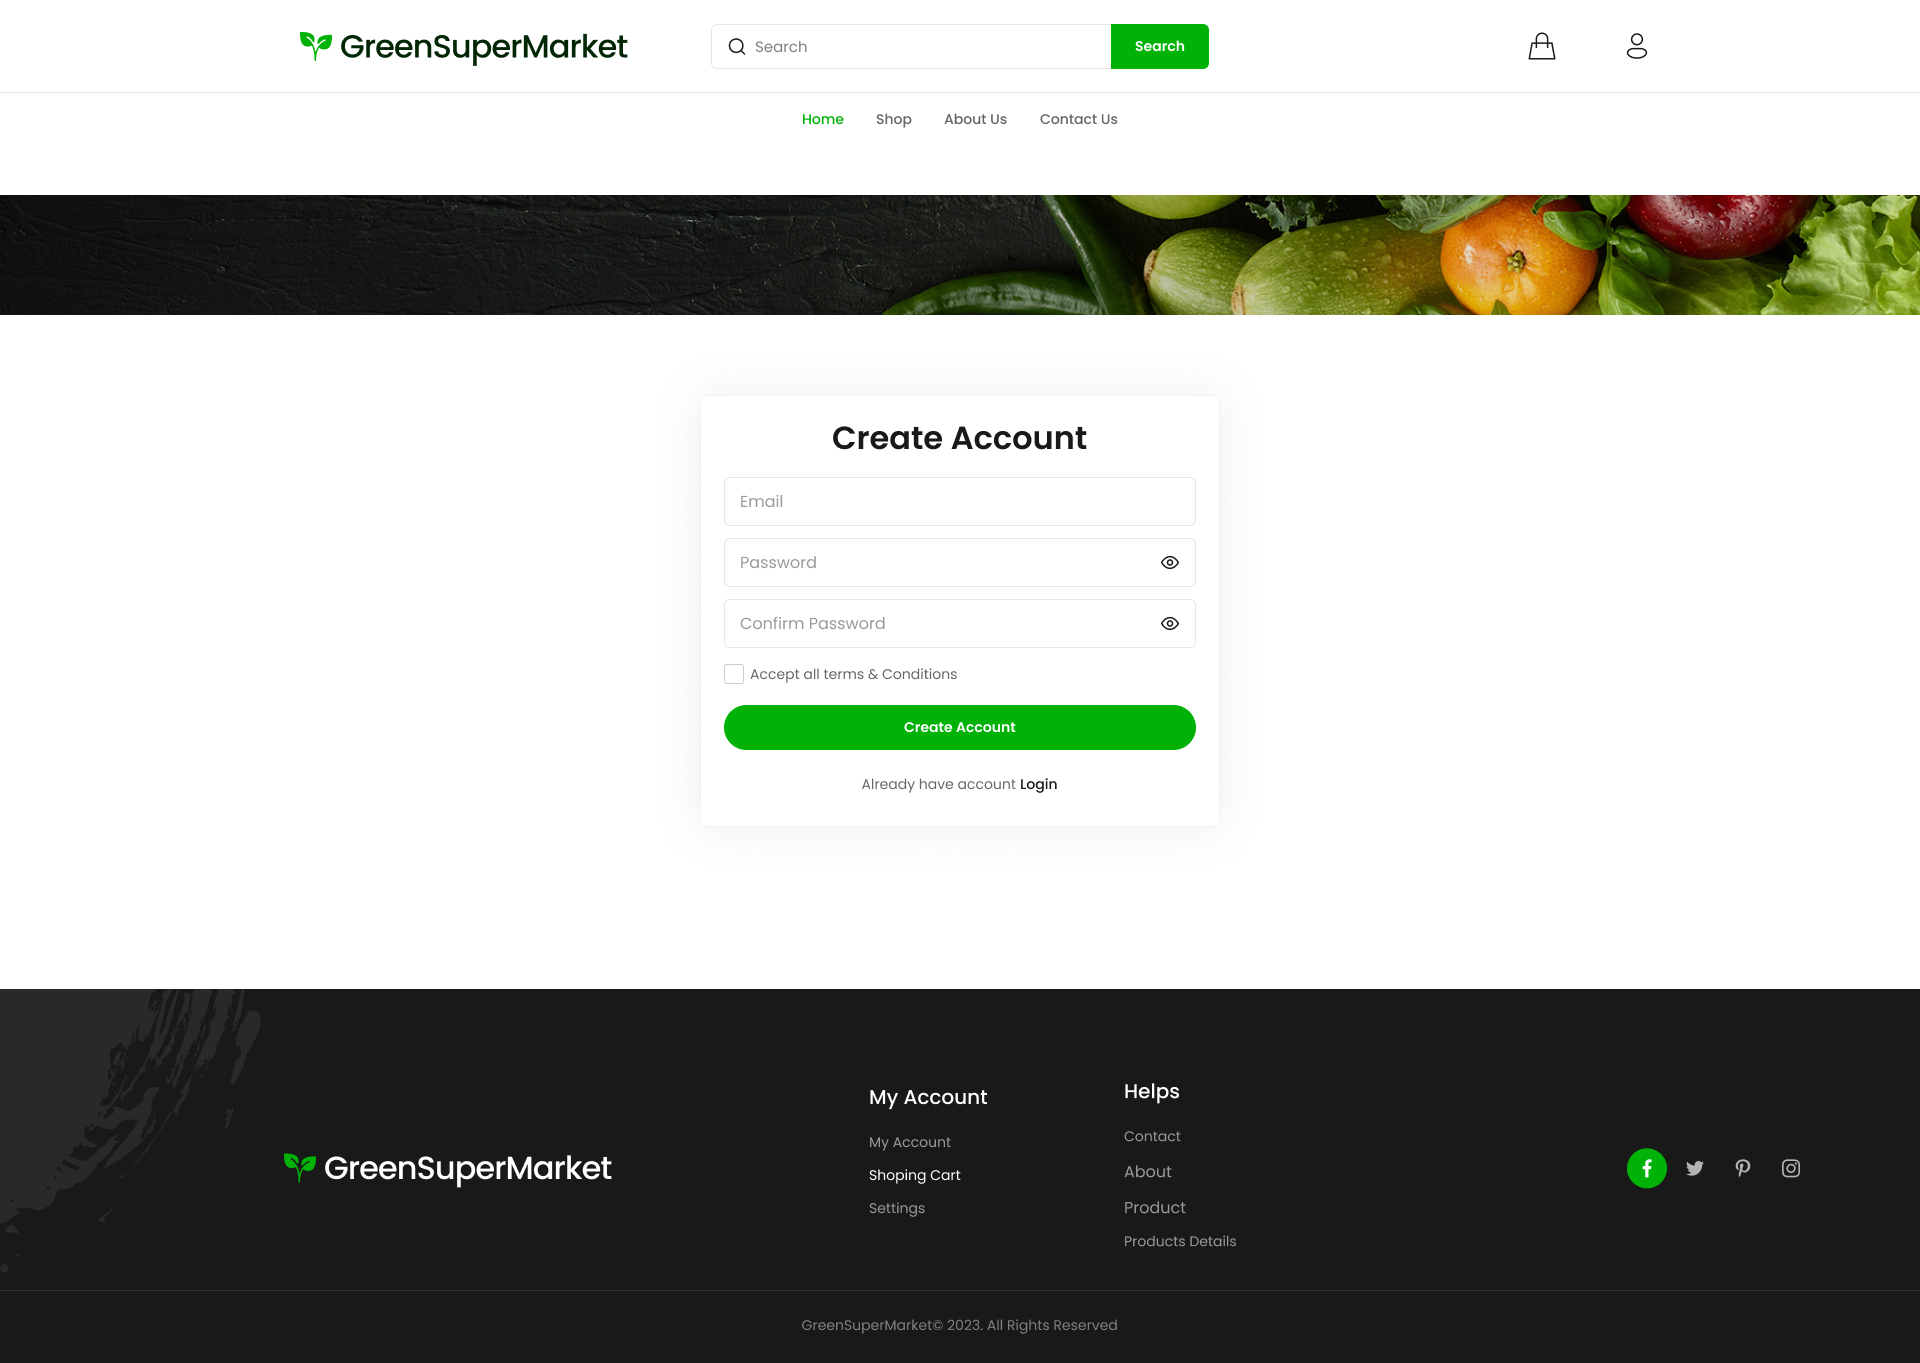 GreenSuperMarket
Search
Search
Home
Shop
About Us
Contact Us
Create Account
Email
Password
Confirm Password
Accept all terms & Conditions
Create Account
Already have account Login
GreenSuperMarket
My Account
My Account
Shoping Cart
Settings
Helps
Contact
About
Product
Products Details
GreenSuperMarket© 2023. All Rights Reserved